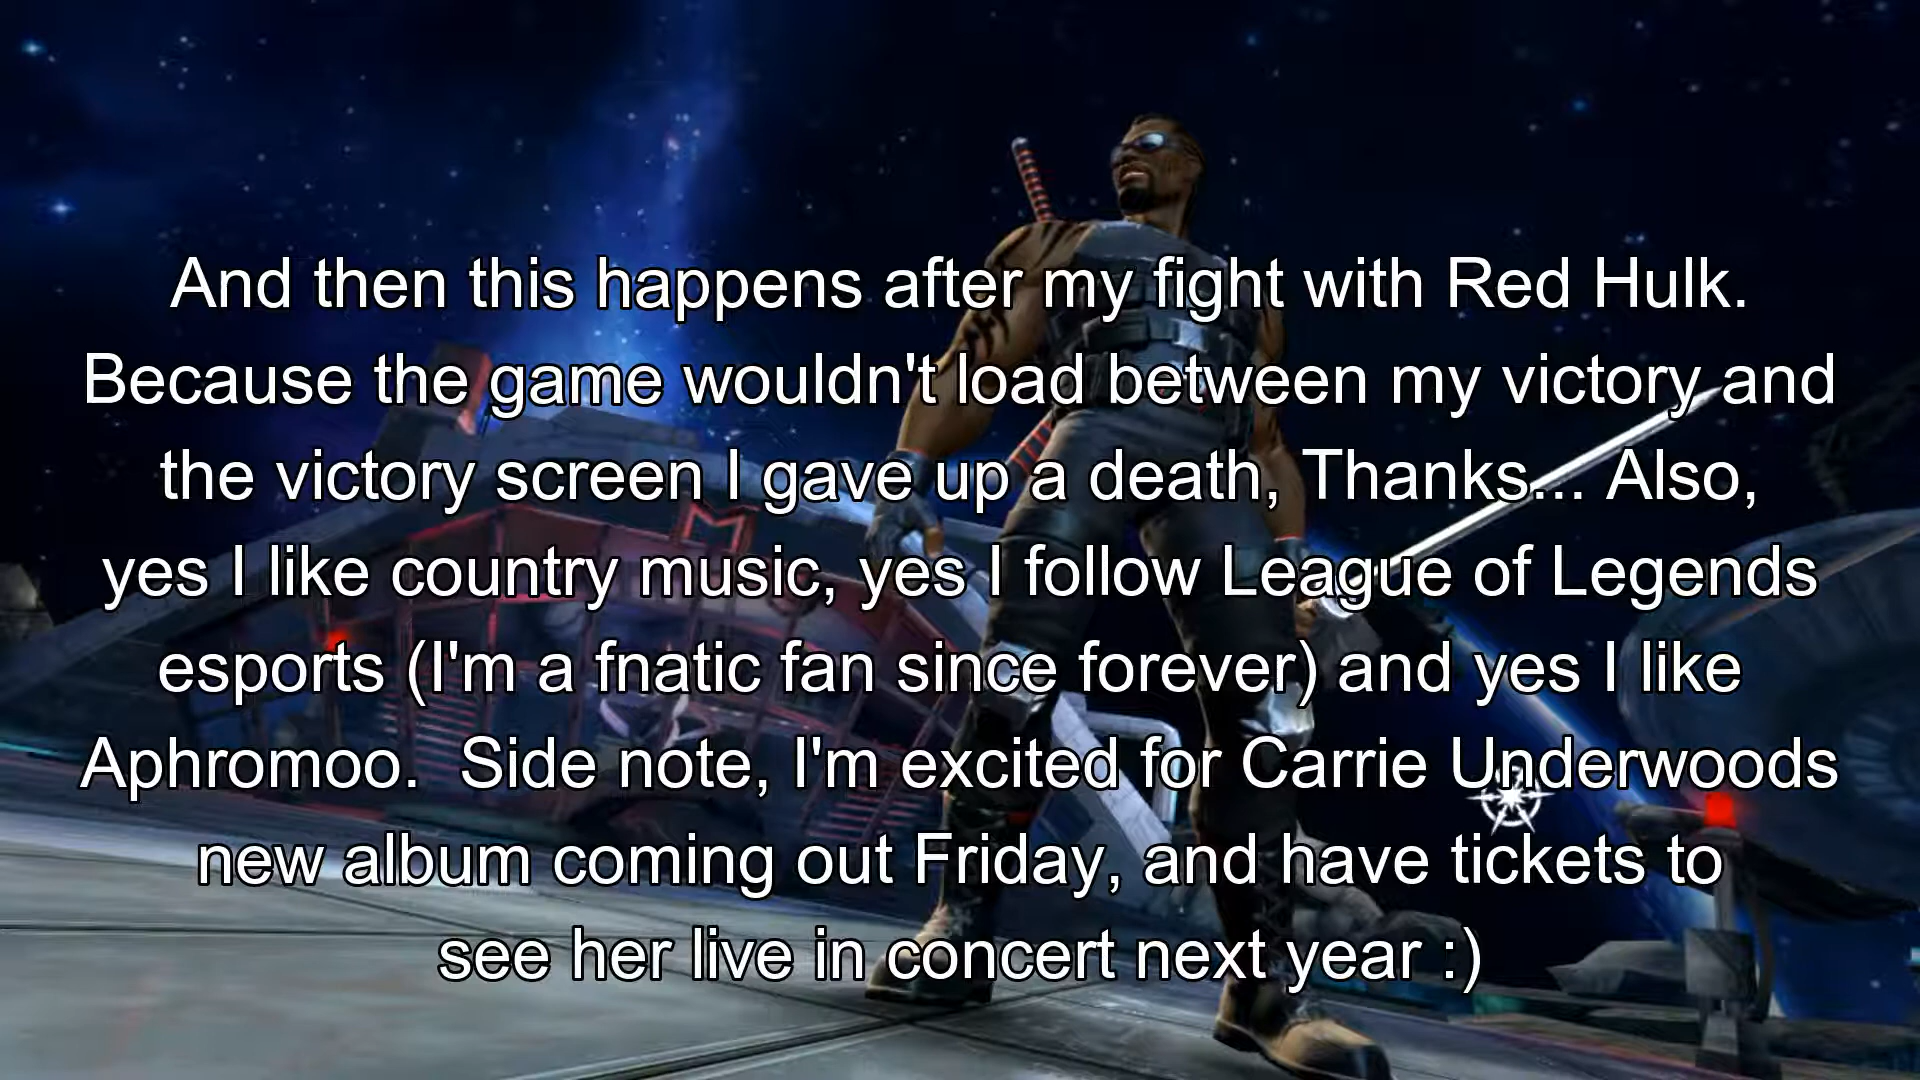 And then this happens after my fight with Red Hulk.
Because the game wouldn't load between my victory and
the victory screen I gave up a death, Thanks... Also,
yes I like country music, yes I follow League of Legends
esports (I'm a fnatic fan since forever) and yes I like
Aphromoo.  Side note, I'm excited for Carrie Underwoods
new album coming out Friday, and have tickets to
see her live in concert next year :)